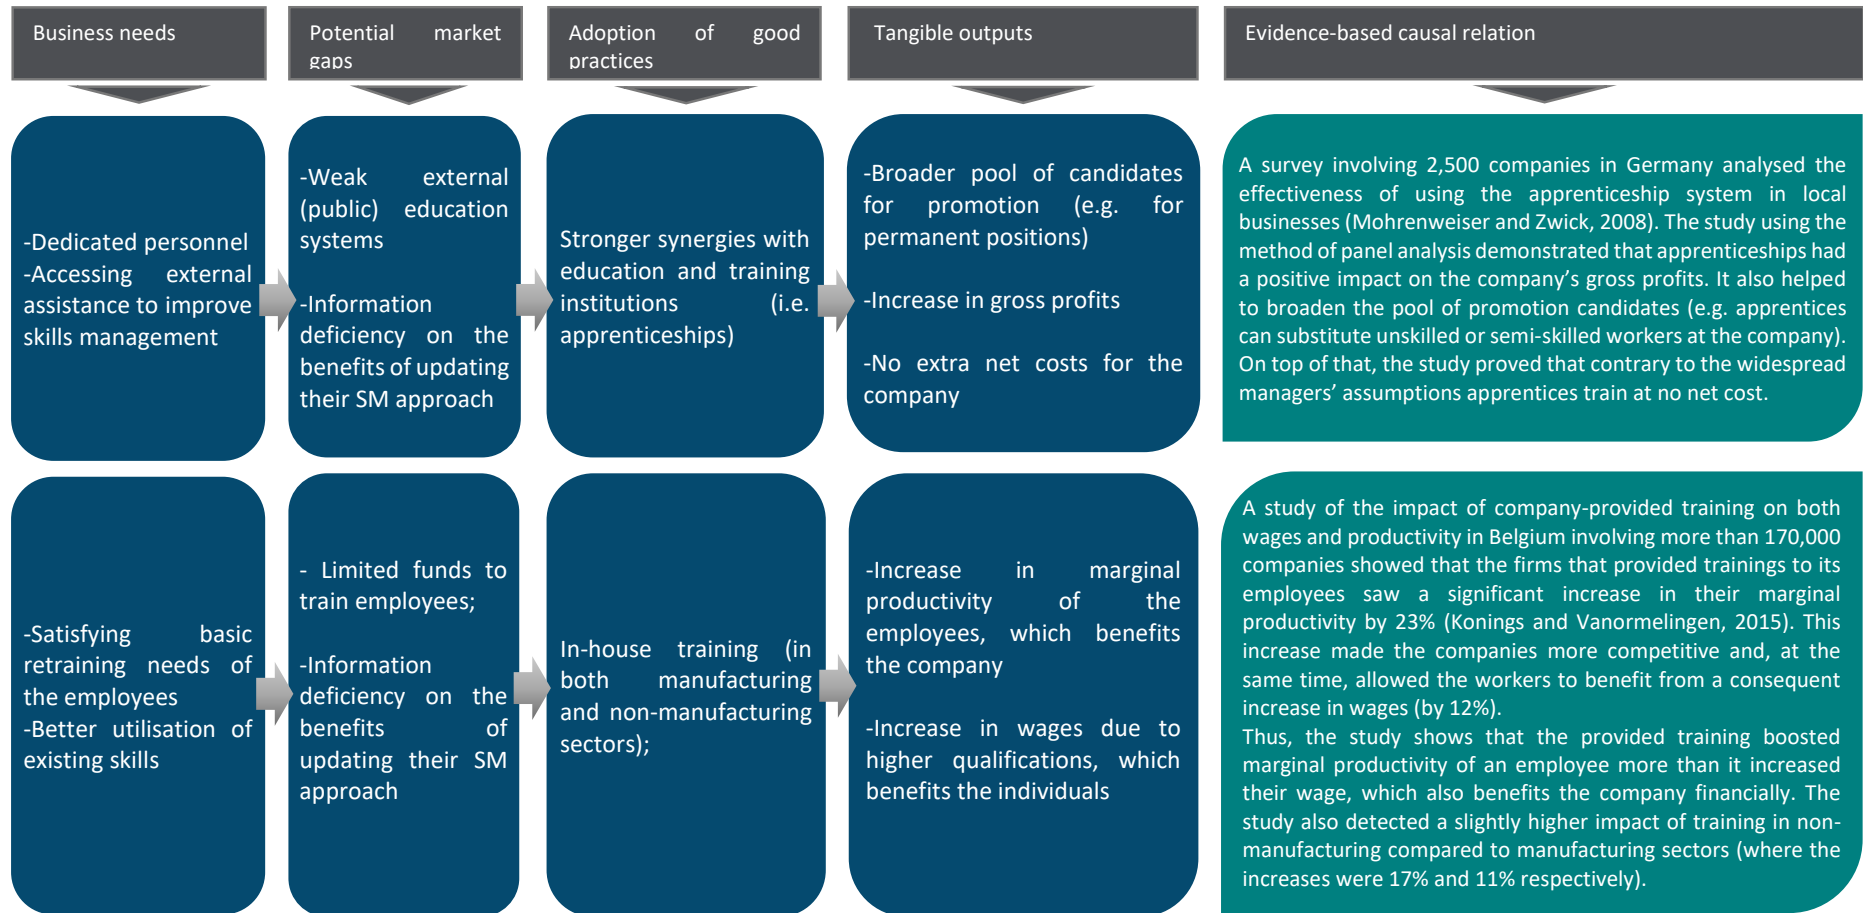 Business needs
Potential market
gaps
Adoption of good
practices
Tangible outputs
Evidence-based causal relation
-Dedicated personnel
-Accessing external
assistance to improve
skills management
-Weak external
(public) education
systems
-Information
deficiency on the
benefits of updating
their SM approach
Stronger synergies with
education and training
institutions (i.e.
apprenticeships)
-Broader pool of candidates
for promotion (e.g. for
permanent positions)
-Increase in gross profits
-No extra net costs for the
company
A survey involving 2,500 companies in Germany analysed the
effectiveness of using the apprenticeship system in local
businesses (Mohrenweiser and Zwick, 2008). The study using the
method of panel analysis demonstrated that apprenticeships had
a positive impact on the company's gross profits. It also helped
to broaden the pool of promotion candidates (e.g. apprentices
can substitute unskilled or semi-skilled workers at the company).
On top of that, the study proved that contrary to the widespread
managers' assumptions apprentices train at no net cost.
-Satisfying basic
retraining needs of
the employees
-Better utilisation of
existing skills
- Limited funds to
train employees;
-Information
deficiency on the
benefits of
updating their SM
approach
In-house training (in
both manufacturing
and non-manufacturing
sectors);
-Increase in marginal
productivity of the
employees, which benefits
the company
-Increase in wages due to
higher qualifications, which
benefits the individuals
A study of the impact of company-provided training on both
wages and productivity in Belgium involving more than 170,000
companies showed that the firms that provided trainings to its
employees saw a significant increase in their marginal
productivity by 23% (Konings and Vanormelingen, 2015). This
increase made the companies more competitive and, at the
same time, allowed the workers to benefit from a consequent
increase in wages (by 12%).
Thus, the study shows that the provided training boosted
marginal productivity of an employee more than it increased
their wage, which also benefits the company financially. The
study also detected a slightly higher impact of training in non-
manufacturing compared to manufacturing sectors (where the
increases were 17% and 11% respectively).